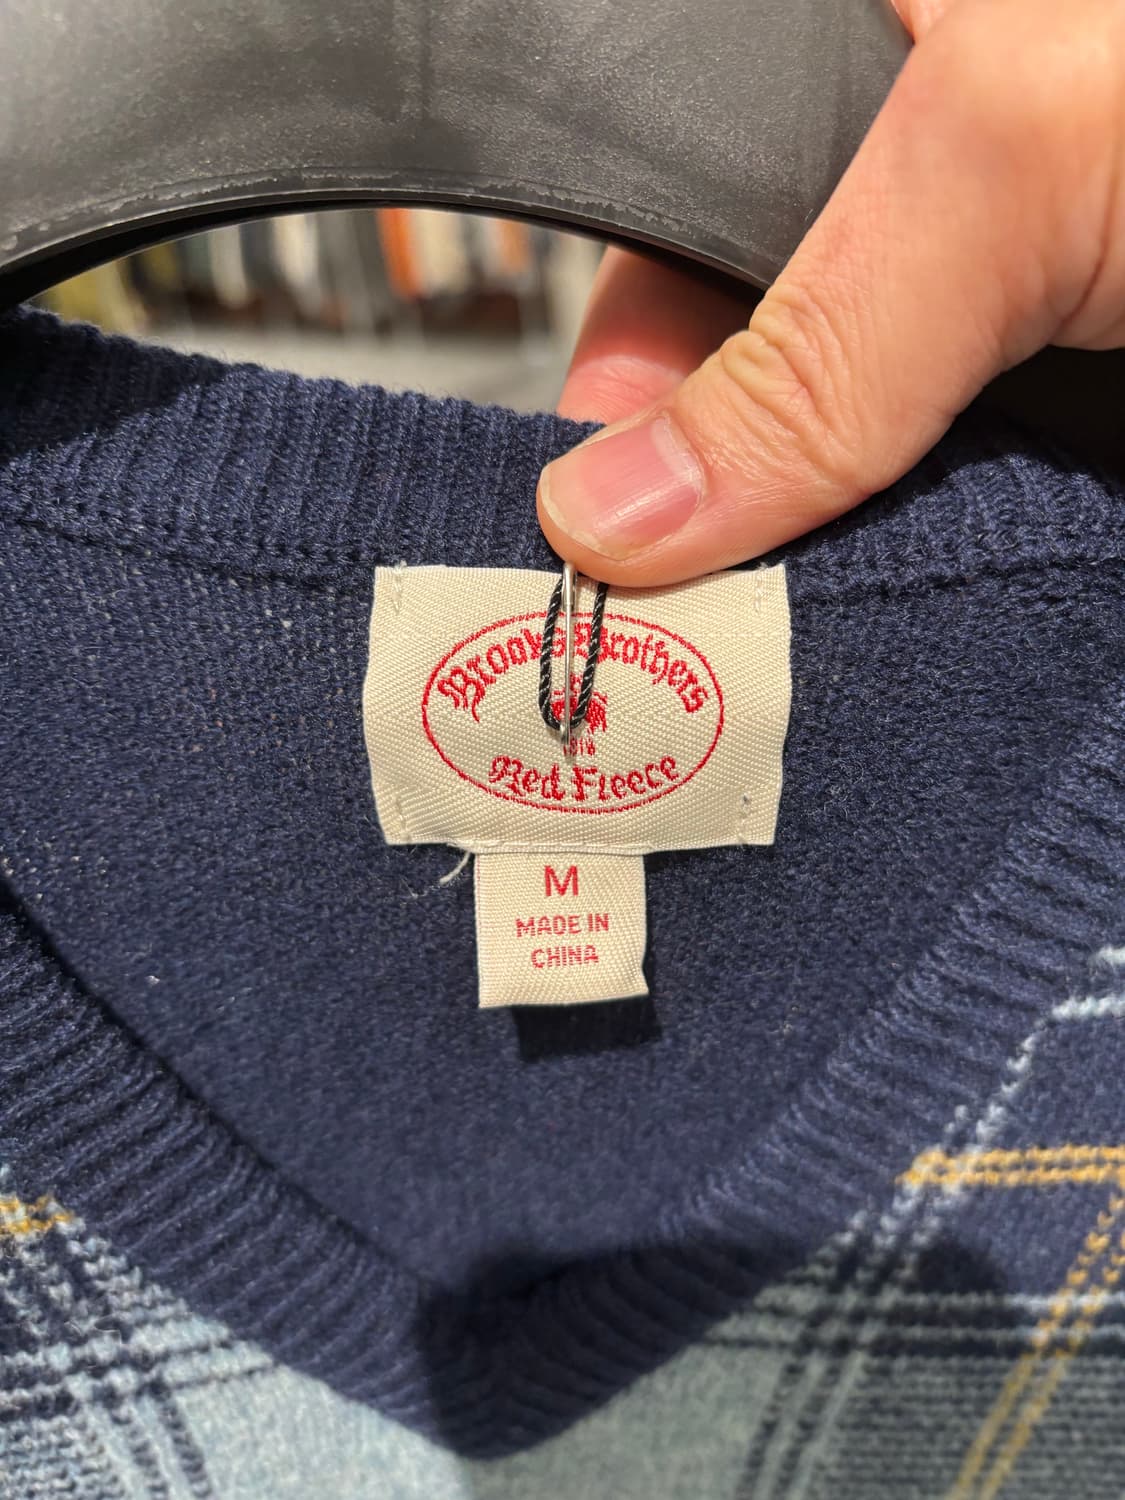 Brooks Brothers
1818
Red Fleece
M
MADE IN
CHINA